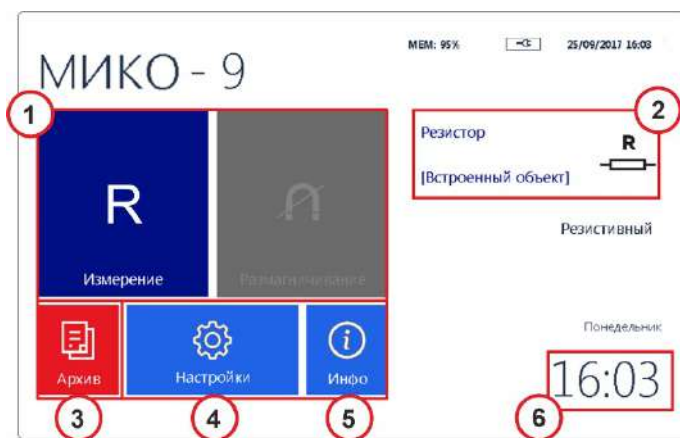 МЕМ: 95%
25/09/2017 16:03
МИКО - 9
1
2
Резистор
R
[Встроенный объект]
R
Измерение
Размагничивание
Резистивный
Понедельник
16:03
Архив
Настройки
i
Инфо
3
4
5
6